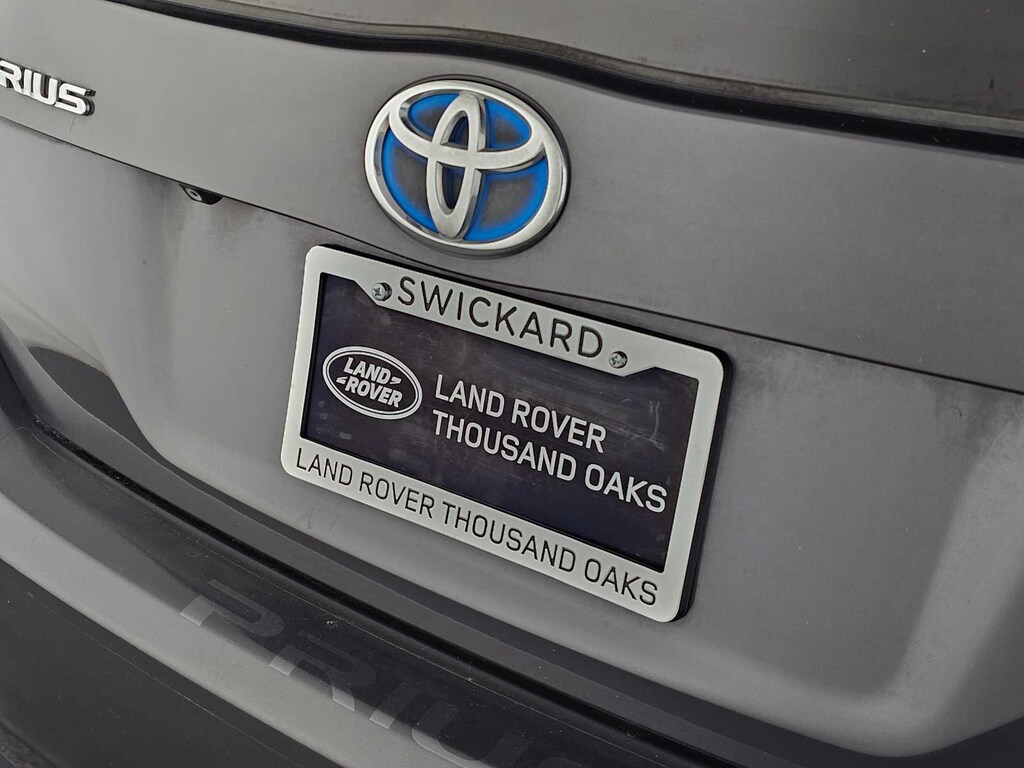 RIUS
SWICKARD
LAND
ROVER
LAND ROVER
THOUSAND OAKS
LAND ROVER THOUSAND OAKS
PRIUS